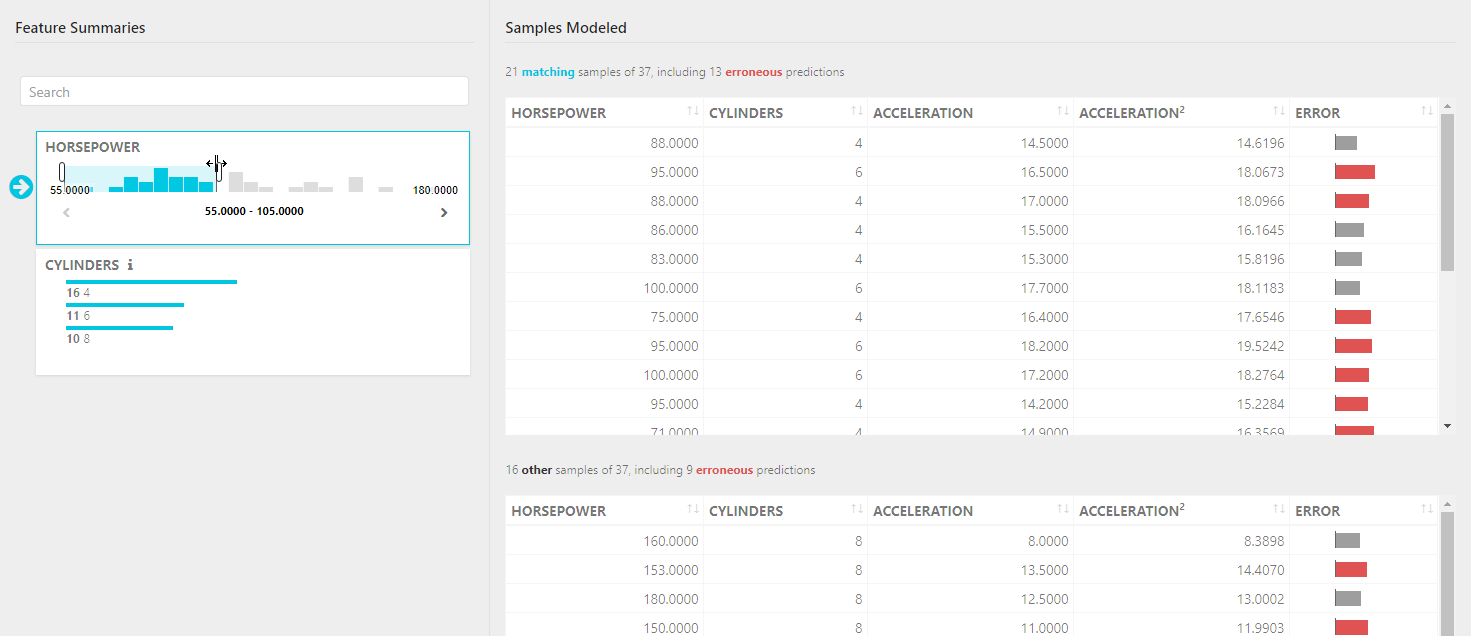 Feature Summaries
Search
HORSEPOWER
55.0000
180.0000
55.0000 - 105.0000
CYLINDERS i
16 4
11 6
10 8
Samples Modeled
21 matching samples of 37, including 13 erroneous predictions
HORSEPOWER CYLINDERS ACCELERATION ACCELERATION² ERROR
88.0000 4 14.5000 14.6196
95.0000 6 16.5000 18.0673
88.0000 4 17.0000 18.0966
86.0000 4 15.5000 16.1645
83.0000 4 15.3000 15.8196
100.0000 6 17.7000 18.1183
75.0000 4 16.4000 17.6546
95.0000 6 18.2000 19.5242
100.0000 6 17.2000 18.2764
95.0000 4 14.2000 15.2284
71.0000 4 14.9000 16.3569
16 other samples of 37, including 9 erroneous predictions
HORSEPOWER CYLINDERS ACCELERATION ACCELERATION² ERROR
160.0000 8 8.0000 8.3898
153.0000 8 13.5000 14.4070
180.0000 8 12.5000 13.0002
150.0000 8 11.0000 11.9903